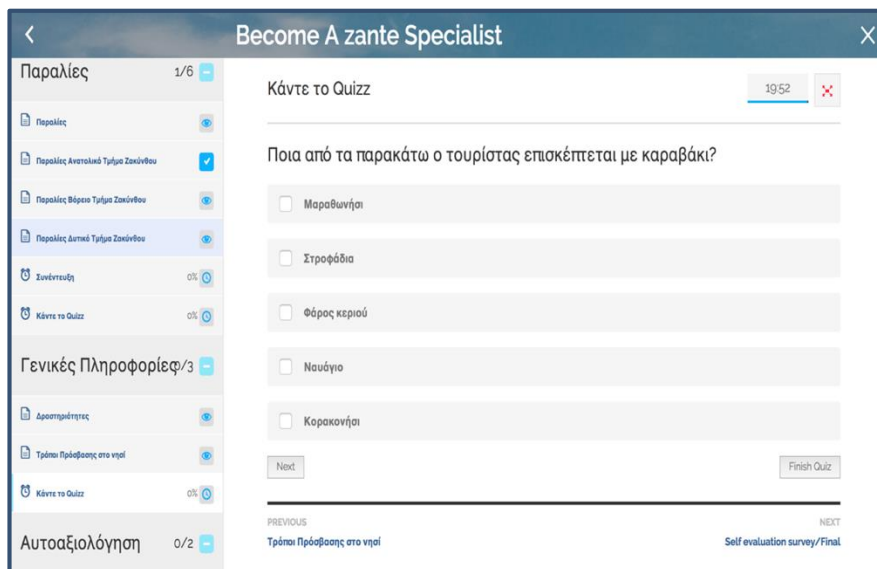 Become A zante Specialist
Παραλίες 1/6
Παραλίες
Παραλίες Ανατολικό Τμήμα Ζακύνθου
Παραλίες Βόρειο Τμήμα Ζακύνθου
Παραλίες Δυτικό Τμήμα Ζακύνθου
Συνέντευξη 0%
Κάντε το Quizz 0%
Γενικές Πληροφορίες 0/3
Δραστηριότητες
Τρόποι Πρόσβασης στο νησί
Κάντε το Quizz 0%
Αυτοαξιολόγηση 0/2
Κάντε το Quizz 19:52
Ποια από τα παρακάτω ο τουρίστας επισκέπτεται με καραβάκι?
Μαραθωνήσι
Στροφάδια
Φάρος κεριού
Ναυάγιο
Κορακονήσι
Next Finish Quiz
PREVIOUS NEXT
Τρόποι Πρόσβασης στο νησί Self evaluation survey/Final